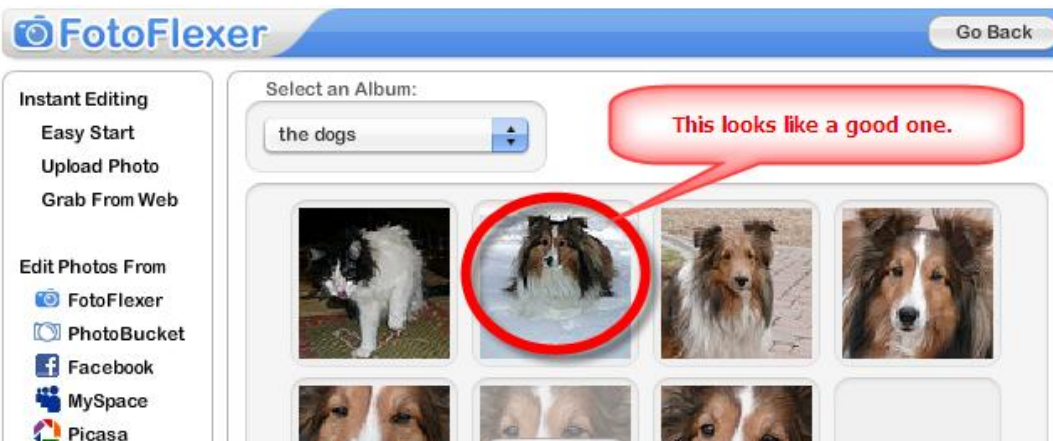 FotoFlexer
Go Back
Instant Editing
Easy Start
Upload Photo
Grab From Web
Edit Photos From
FotoFlexer
PhotoBucket
Facebook
MySpace
Picasa
Select an Album:
the dogs
This looks like a good one.